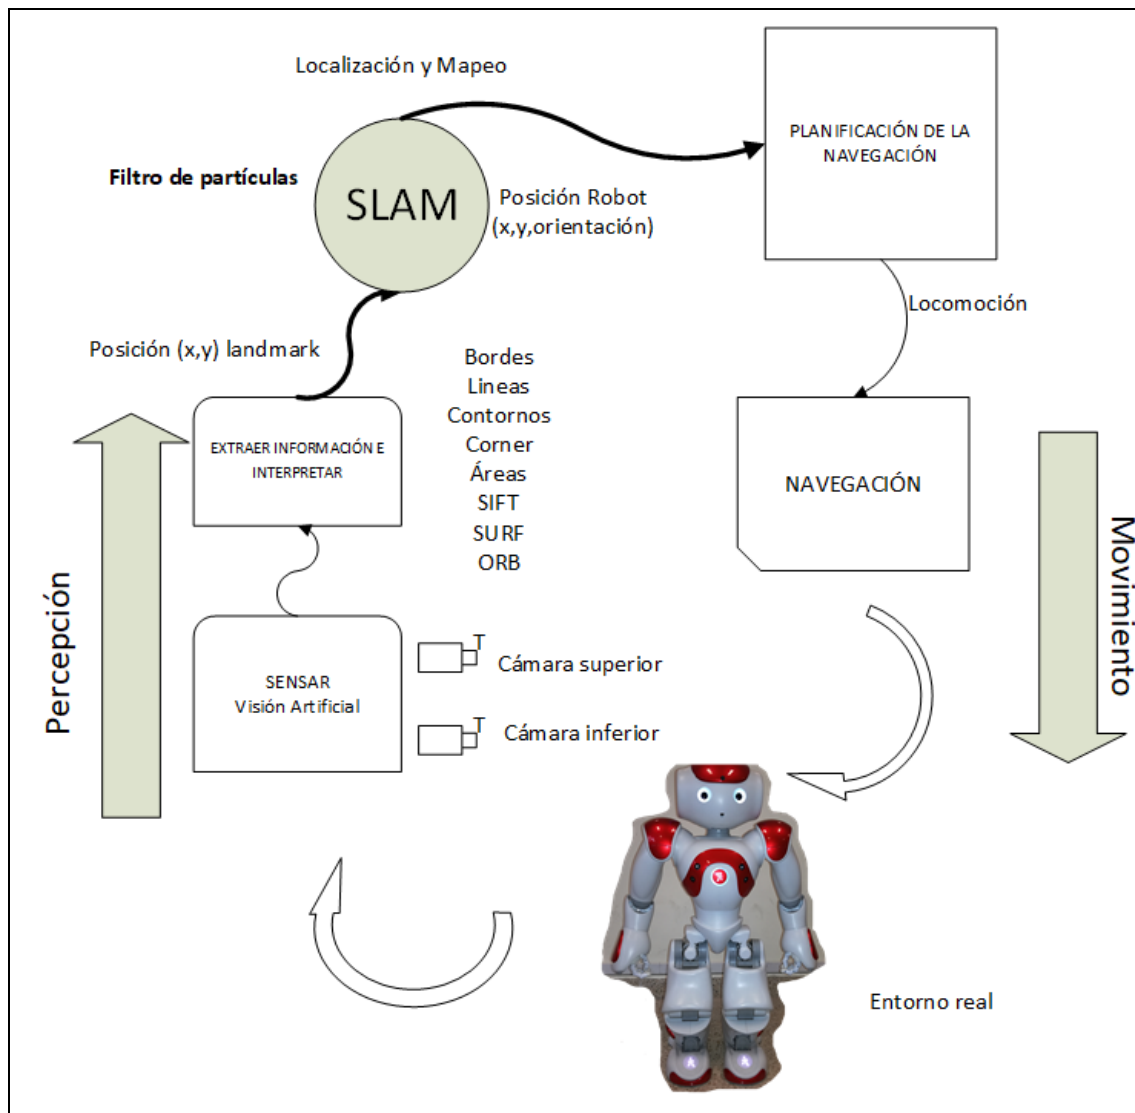 Localización y Mapeo
PLANIFICACIÓN DE LA
NAVEGACIÓN
Filtro de partículas
SLAM
Posición Robot
(x,y,orientación)
Locomoción
Posición (x,y) landmark
Bordes
Lineas
Contornos
Corner
Áreas
SIFT
SURF
ORB
EXTRAER INFORMACIÓN E
INTERPRETAR
NAVEGACIÓN
Percepción
Movimiento
SENSAR
Visión Artificial
T
Cámara superior
T
Cámara inferior
Entorno real